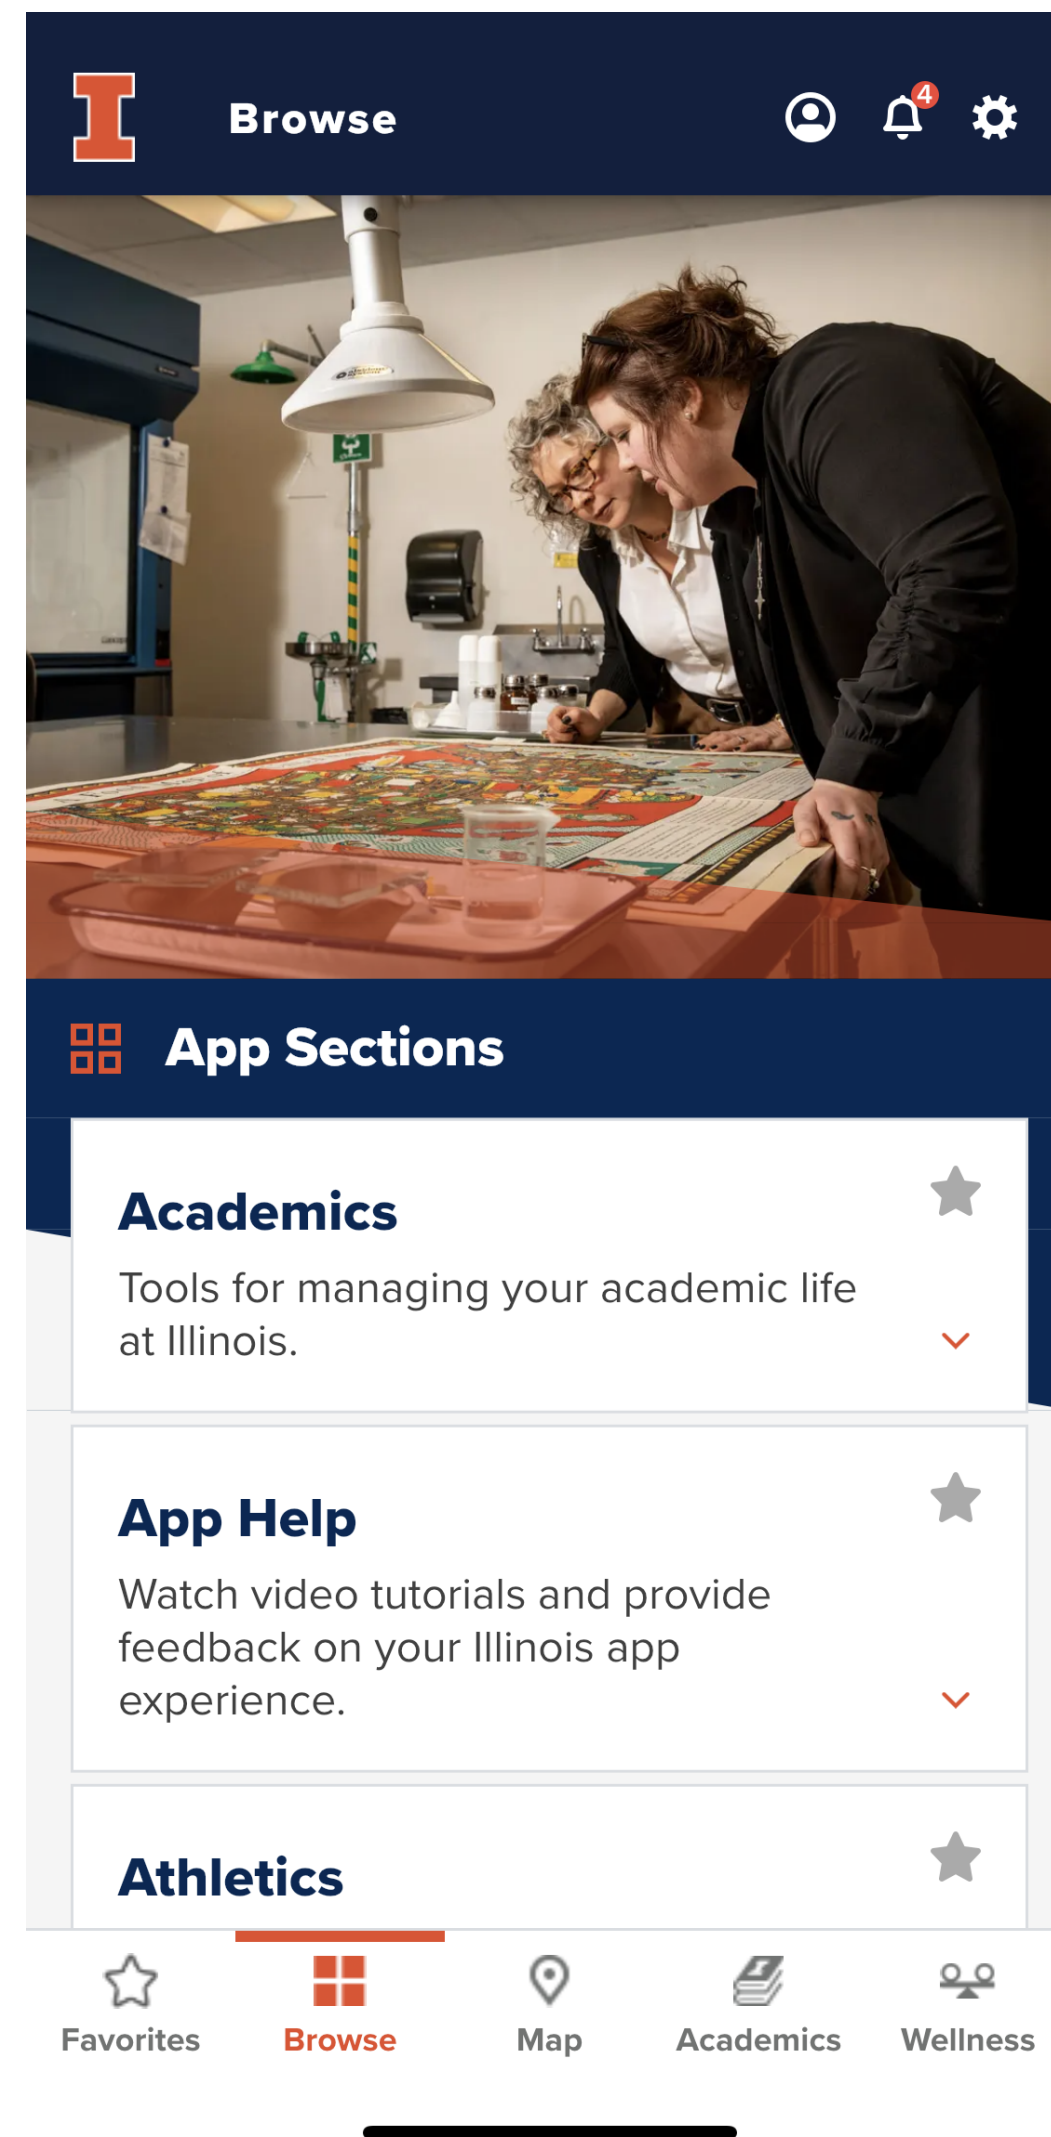 Browse
4
App Sections
Academics
Tools for managing your academic life
at Illinois.
App Help
Watch video tutorials and provide
feedback on your Illinois app
experience.
Athletics
Favorites
Browse
Map
Academics
Wellness